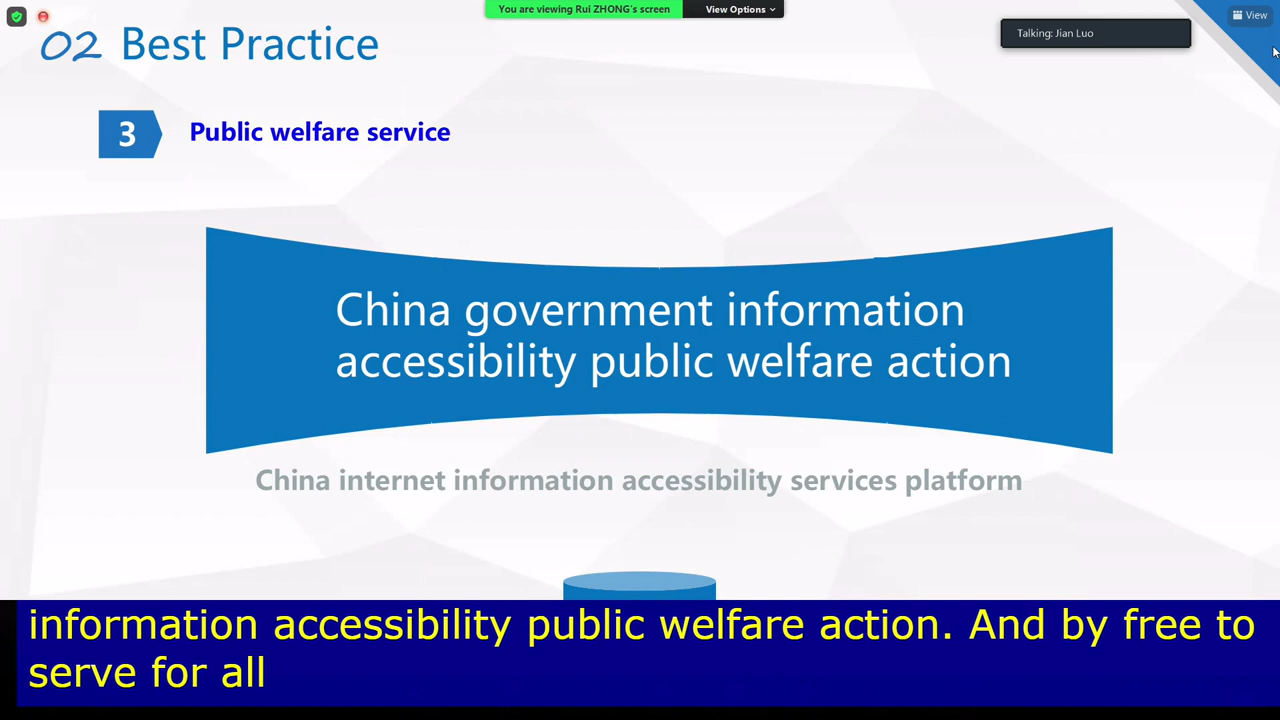 You are viewing Rui ZHONG's screen
View Options
View
Talking: Jian Luo
02 Best Practice
3
Public welfare service
China government information
accessibility public welfare action
China internet information accessibility services platform
information accessibility public welfare action. And by free to
serve for all